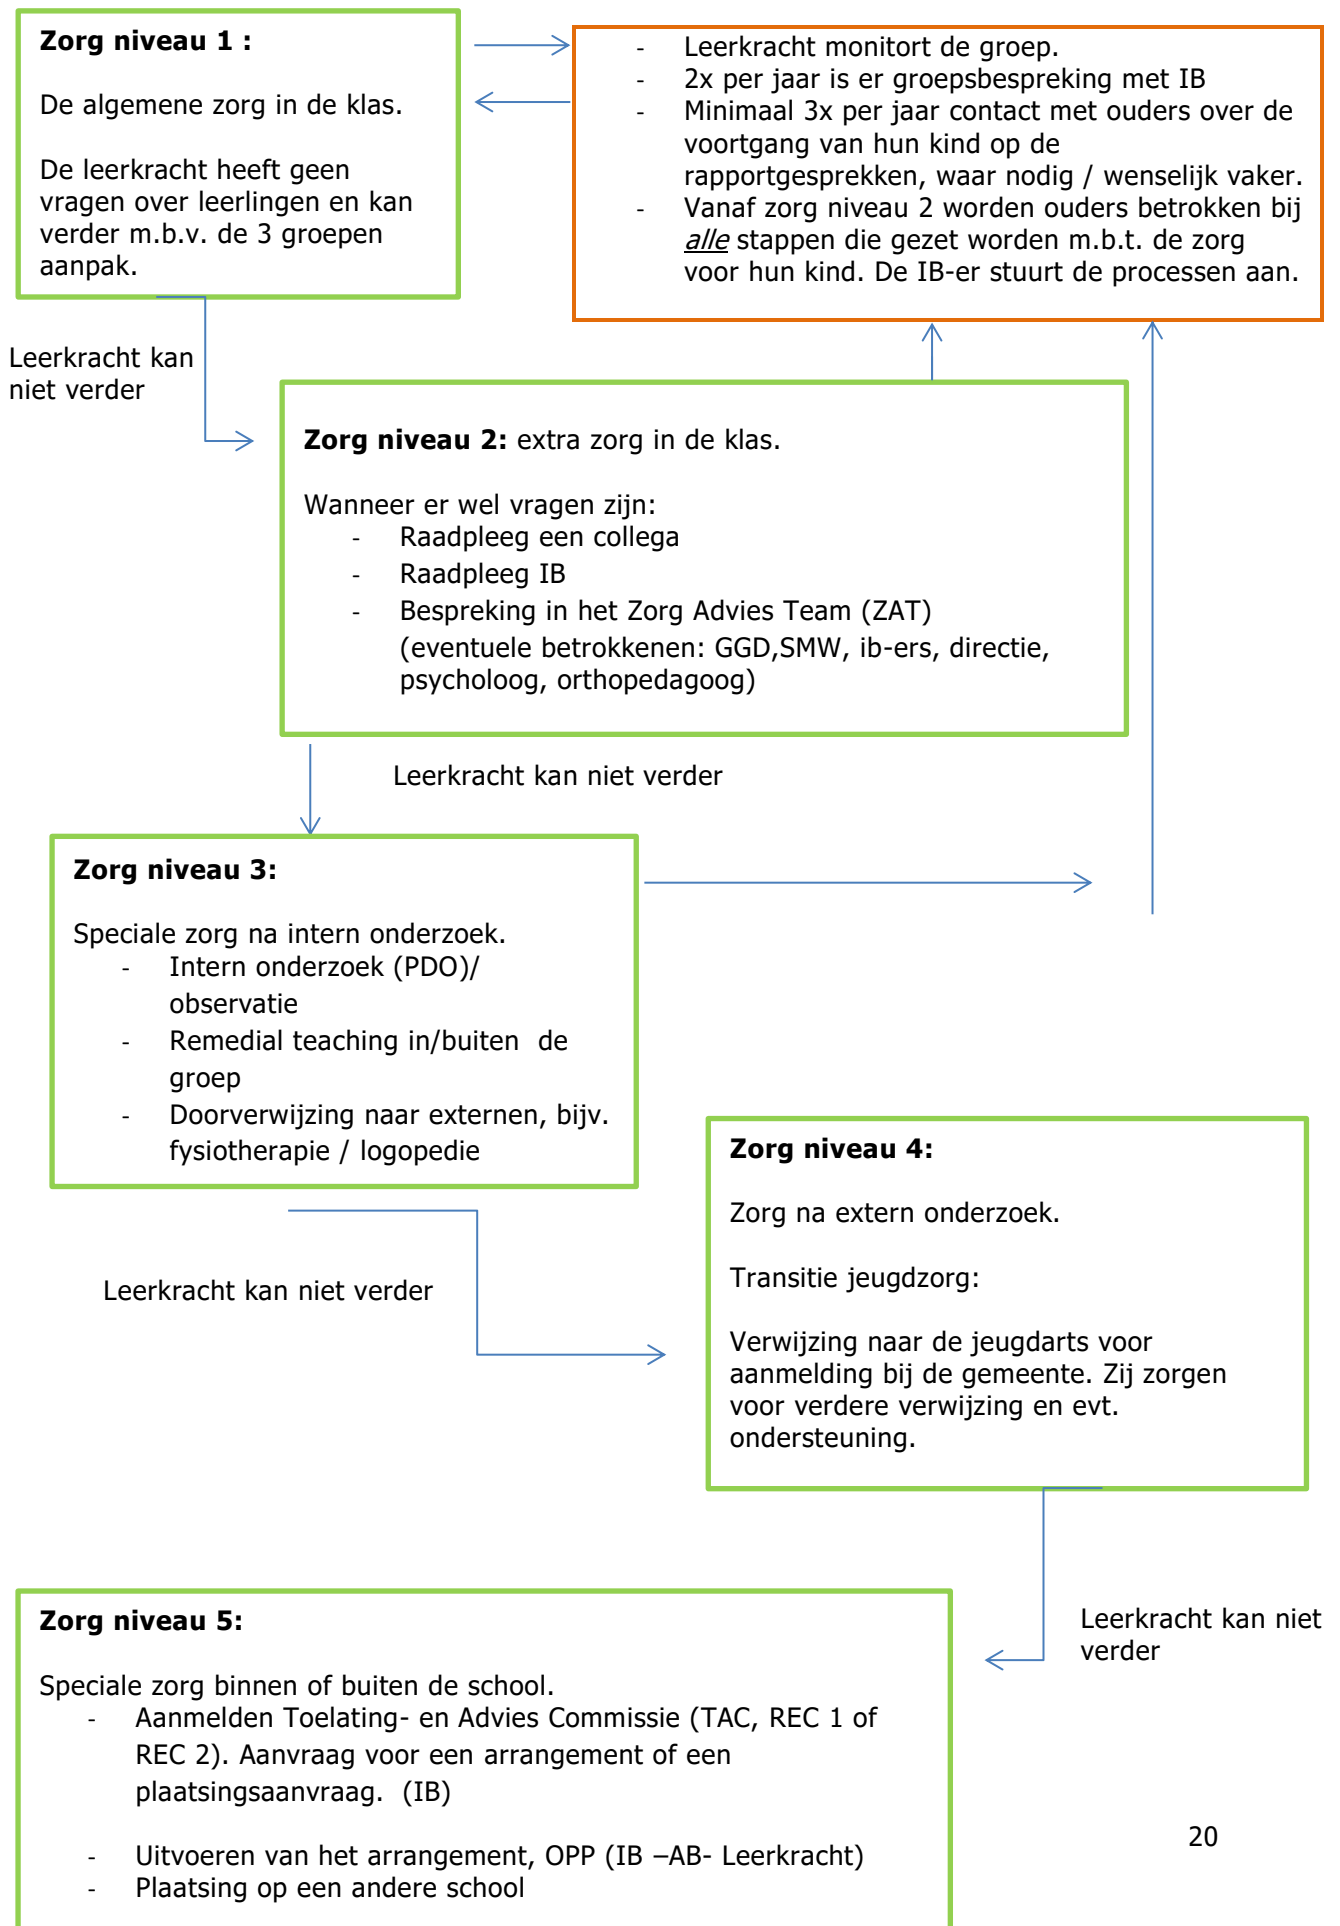 Zorg niveau 1 :
De algemene zorg in de klas.
De leerkracht heeft geen
vragen over leerlingen en kan
verder m.b.v. de 3 groepen
aanpak.
- Leerkracht monitort de groep.
- 2x per jaar is er groepsbespreking met IB
- Minimaal 3x per jaar contact met ouders over de
voortgang van hun kind op de
rapportgesprekken, waar nodig / wenselijk vaker.
- Vanaf zorg niveau 2 worden ouders betrokken bij
alle stappen die gezet worden m.b.t. de zorg
voor hun kind. De IB-er stuurt de processen aan.
Leerkracht kan
niet verder
Zorg niveau 2: extra zorg in de klas.
Wanneer er wel vragen zijn:
- Raadpleeg een collega
- Raadpleeg IB
- Bespreking in het Zorg Advies Team (ZAT)
(eventuele betrokkenen: GGD,SMW, ib-ers, directie,
psycholoog, orthopedagoog)
Leerkracht kan niet verder
Zorg niveau 3:
Speciale zorg na intern onderzoek.
- Intern onderzoek (PDO)/
observatie
- Remedial teaching in/buiten  de
groep
- Doorverwijzing naar externen, bijv.
fysiotherapie / logopedie
Leerkracht kan niet verder
Zorg niveau 4:
Zorg na extern onderzoek.
Transitie jeugdzorg:
Verwijzing naar de jeugdarts voor
aanmelding bij de gemeente. Zij zorgen
voor verdere verwijzing en evt.
ondersteuning.
Leerkracht kan niet
verder
Zorg niveau 5:
Speciale zorg binnen of buiten de school.
- Aanmelden Toelating- en Advies Commissie (TAC, REC 1 of
REC 2). Aanvraag voor een arrangement of een
plaatsingsaanvraag.  (IB)
- Uitvoeren van het arrangement, OPP (IB –AB- Leerkracht)
- Plaatsing op een andere school
20